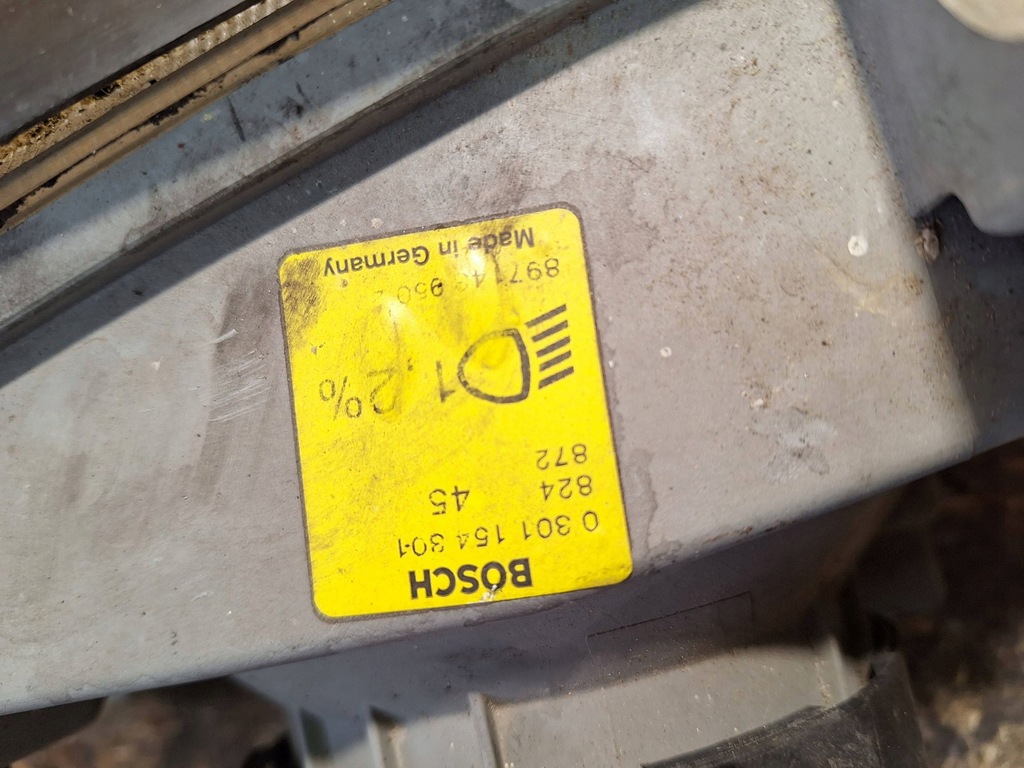 BOSCH
0 301 154 301
824 45
872
1,2%
Made in Germany